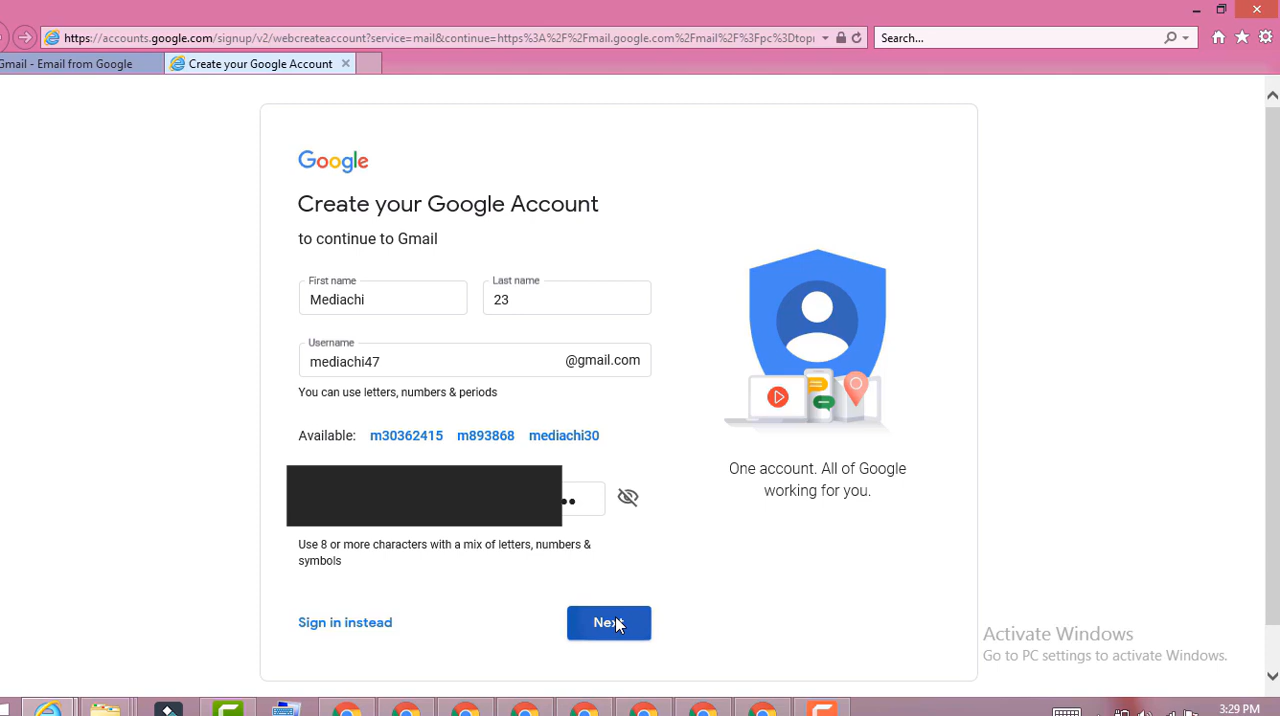 https://accounts.google.com/signup/v2/webcreateaccount?service=mail&continue=https%3A%2F%2Fmail.google.com%2Fmail%2F%3Fpc%3Dtopr
Search...
Gmail - Email from Google
Create your Google Account
Google
Create your Google Account
to continue to Gmail
First name
Last name
Mediachi
23
Username
mediachi47
@gmail.com
You can use letters, numbers & periods
Available: m30362415 m893868 mediachi30
One account. All of Google
working for you.
Use 8 or more characters with a mix of letters, numbers &
symbols
Sign in instead
Next
Activate Windows
Go to PC settings to activate Windows.
3:29 PM